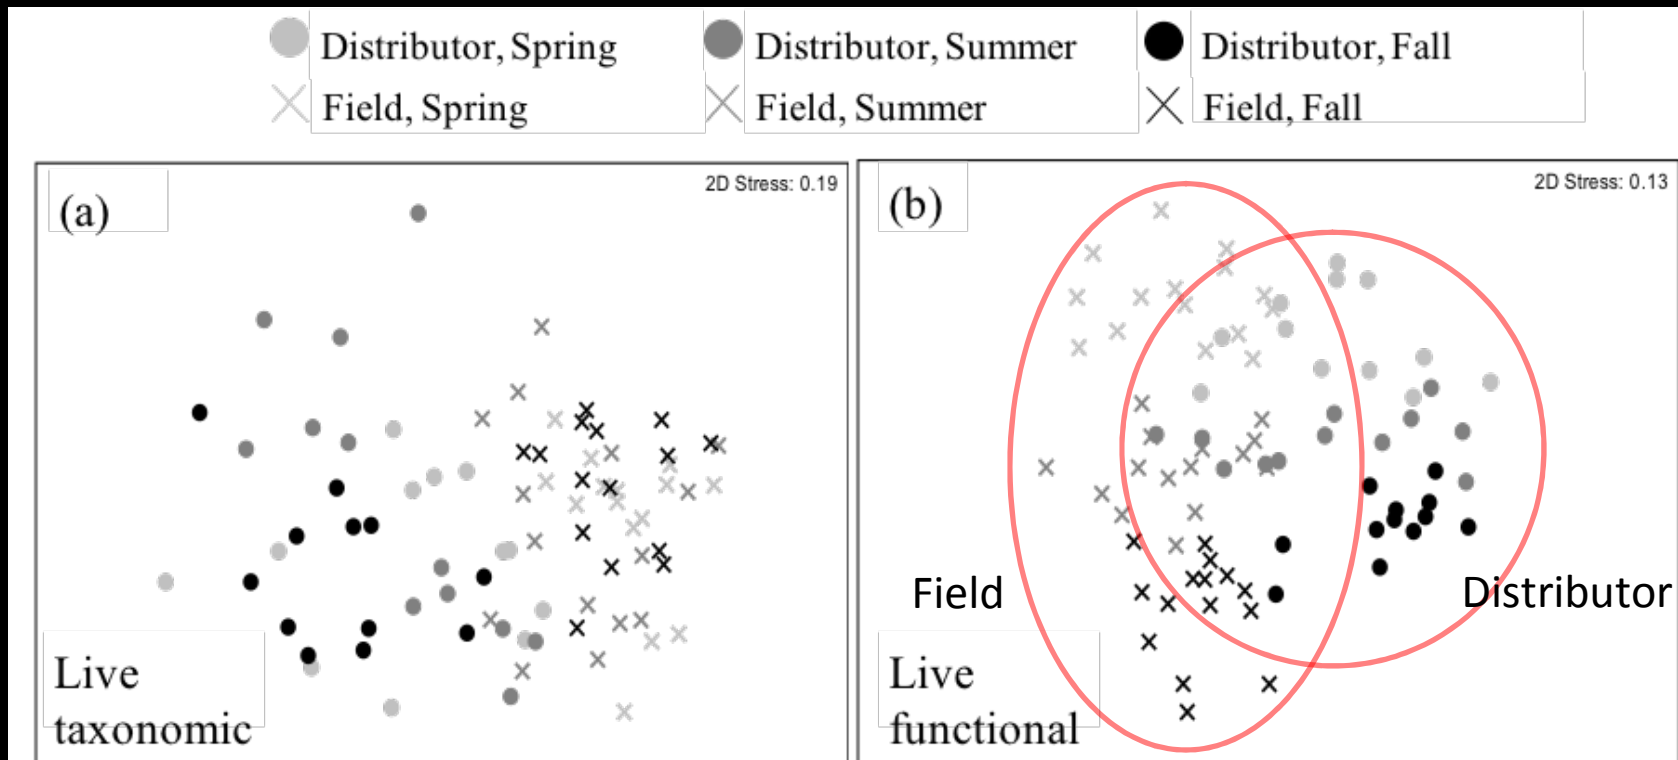 Distributor, Spring
Distributor, Summer
Distributor, Fall
Field, Spring
Field, Summer
Field, Fall
(a)
2D Stress: 0.19
Live
taxonomic
(b)
2D Stress: 0.13
Field
Distributor
Live
functional